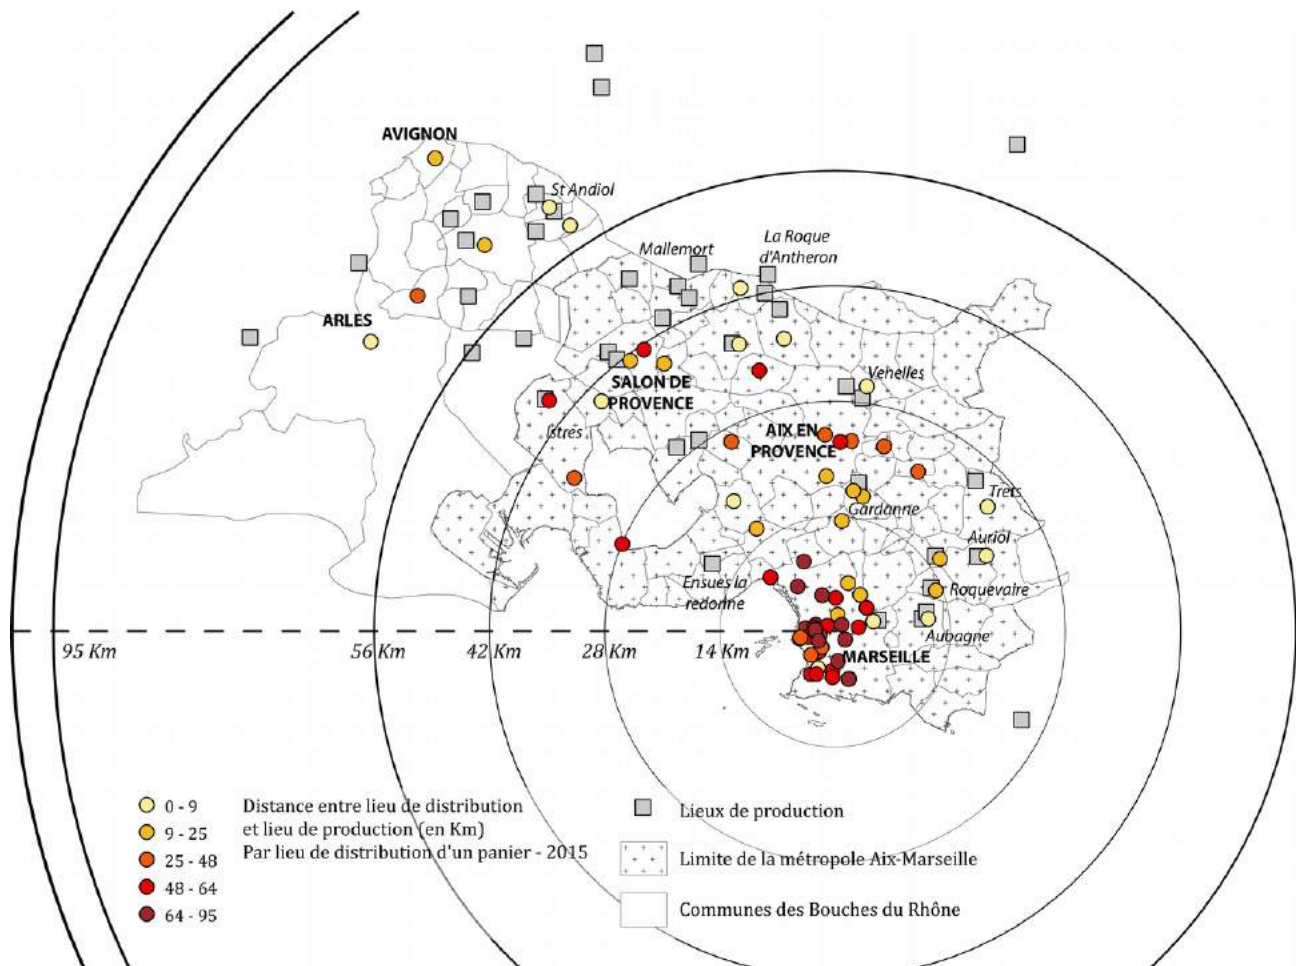 AVIGNON
St Andiol
Mallemort
La Roque
d'Antheron
ARLES
SALON DE
PROVENCE
Venelles
Istres
AIX EN
PROVENCE
Trets
Gardanne
Auriol
Ensues la
redonne
Roquevaire
Aubagne
95 Km
56 Km
42 Km
28 Km
14 Km
MARSEILLE
0 - 9
9 - 25
25 - 48
48 - 64
64 - 95
Distance entre lieu de distribution
et lieu de production (en Km)
Par lieu de distribution d'un panier - 2015
Lieux de production
Limite de la métropole Aix-Marseille
Communes des Bouches du Rhône